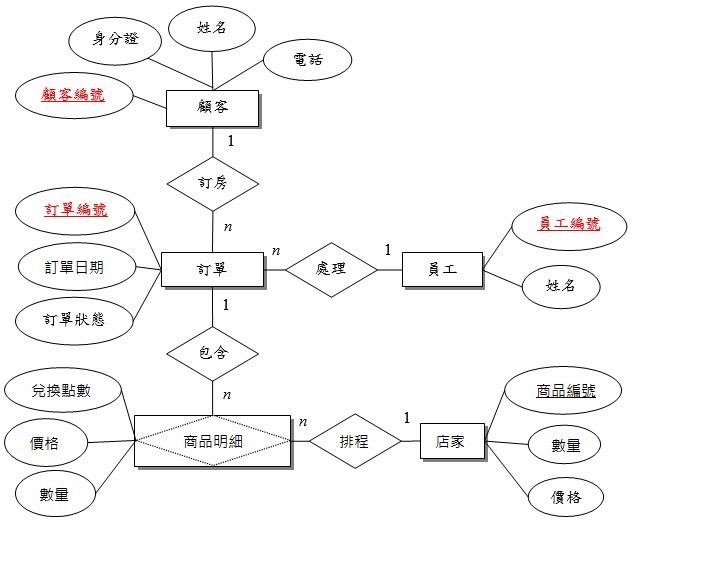 姓名
身分證
電話
顧客編號
顧客
1
訂房
訂單編號
n
員工編號
訂單日期
訂單
n
處理
1
員工
姓名
訂單狀態
1
包含
兌換點數
n
商品編號
價格
商品明細
n
排程
1
店家
數量
數量
價格